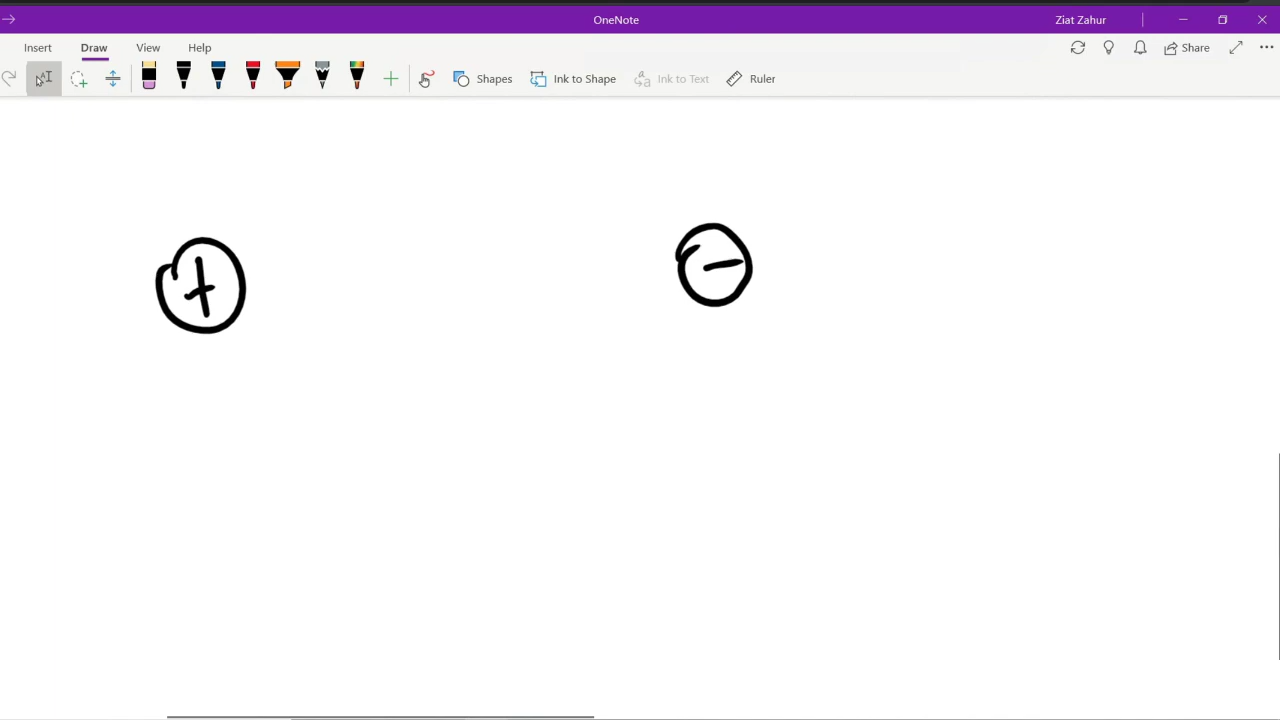 OneNote
Ziat Zahur
Insert Draw View Help
Share
Shapes Ink to Shape Ink to Text Ruler
+ -